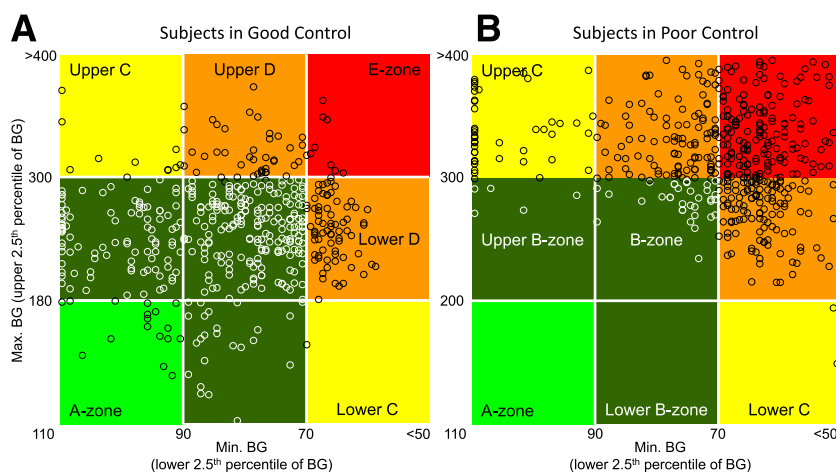 A Subjects in Good Control
>400
Upper C Upper D E-zone
300
Lower D
180
A-zone Lower C
110 90 70 <50
Max. BG (upper 2.5th percentile of BG)
Min. BG
(lower 2.5th percentile of BG)
B Subjects in Poor Control
>400
Upper C
300
Upper B-zone B-zone
200
A-zone Lower B-zone Lower C
110 90 70 <50
Min. BG
(lower 2.5th percentile of BG)